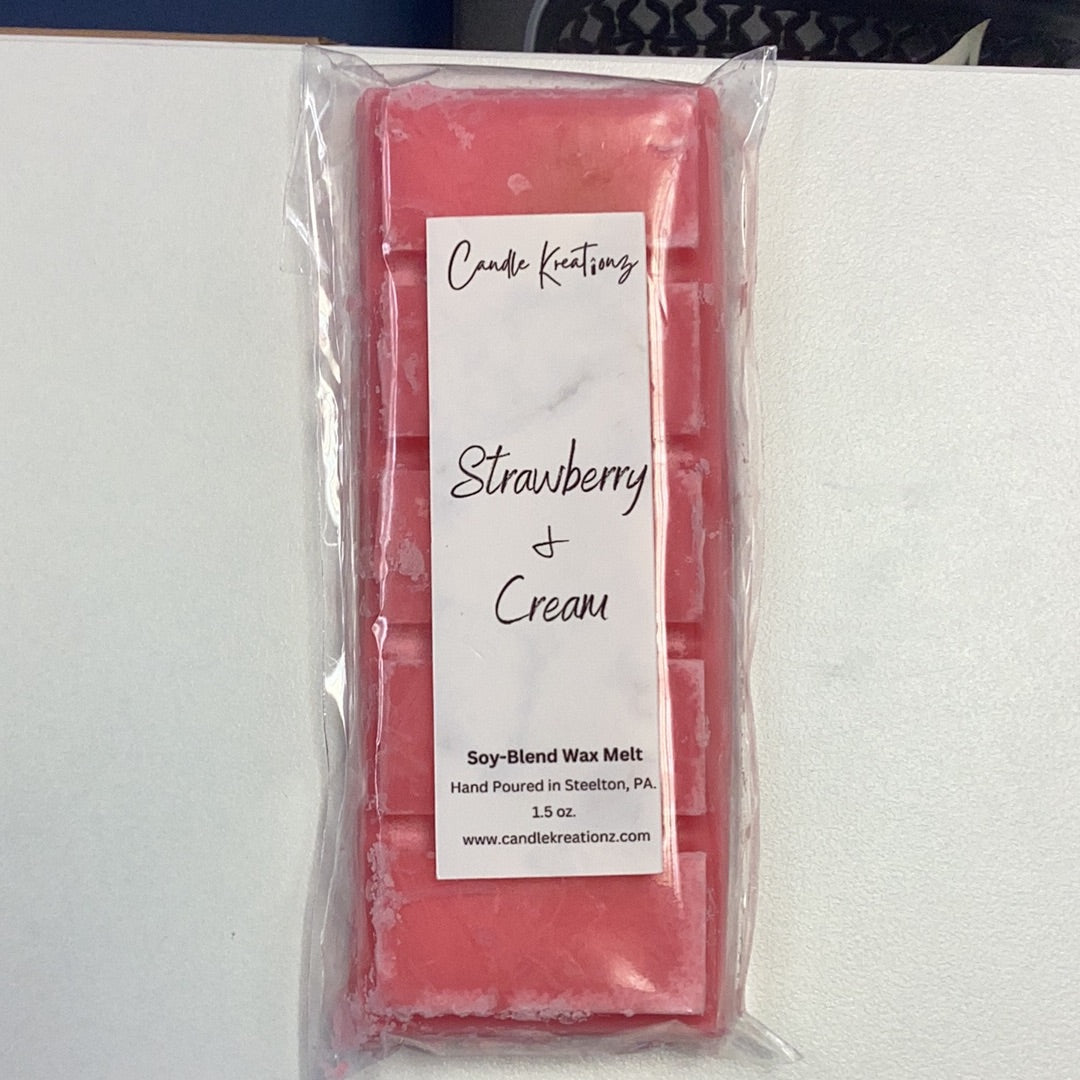 Candle Kreationz
Strawberry
&
Cream
Soy-Blend Wax Melt
Hand Poured in Steelton, PA.
1.5 oz.
www.candlekreationz.com